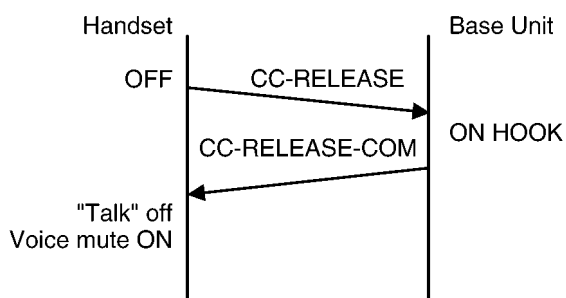 Handset
Base Unit
OFF
CC-RELEASE
ON HOOK
CC-RELEASE-COM
"Talk" off
Voice mute ON